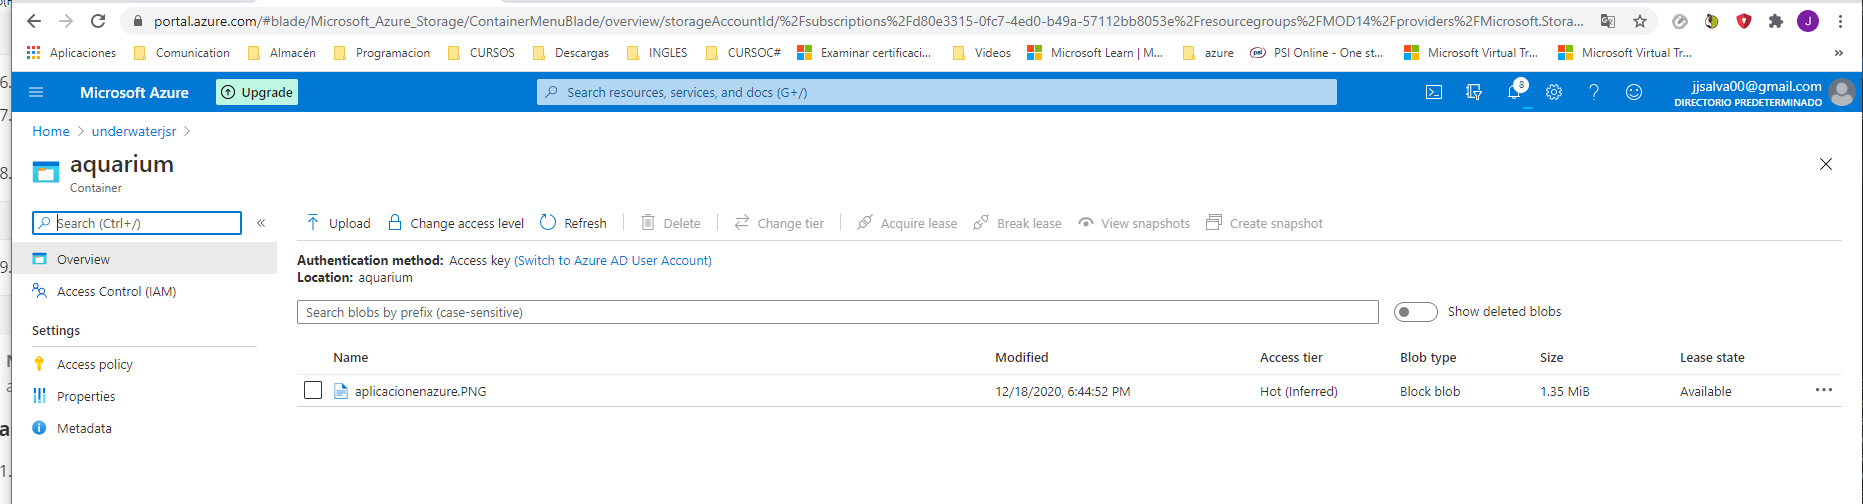 portal.azure.com/#blade/Microsoft_Azure_Storage/ContainerMenuBlade/overview/storageAccountId/%2Fsubscriptions%2Fd80e3315-0fc7-4ed0-b49a-57112bb8053e%2Fresourcegroups%2FMOD14%2Fproviders%2FMicrosoft.Stora... J
Aplicaciones Comunication Almacén Programacion CURSOS Descargas INGLES CURSOC# Examinar certificaci... Videos Microsoft Learn | M... azure psi PSI Online - One st... Microsoft Virtual Tr... Microsoft Virtual Tr... »
6.
Microsoft Azure Upgrade Search resources, services, and docs (G+/) 8 jjsalva00@gmail.com
DIRECTORIO PREDETERMINADO
7.
Home > underwaterjsr >
aquarium
8.
Container
Search (Ctrl+/) « Upload Change access level Refresh Delete Change tier Acquire lease Break lease View snapshots Create snapshot
Overview
Authentication method: Access key (Switch to Azure AD User Account)
9.
Location: aquarium
Access Control (IAM)
Search blobs by prefix (case-sensitive) Show deleted blobs
Settings
Name Modified Access tier Blob type Size Lease state
Access policy
aplicacionenazure.PNG 12/18/2020, 6:44:52 PM Hot (Inferred) Block blob 1.35 MiB Available ...
Properties
Metadata
a
1.